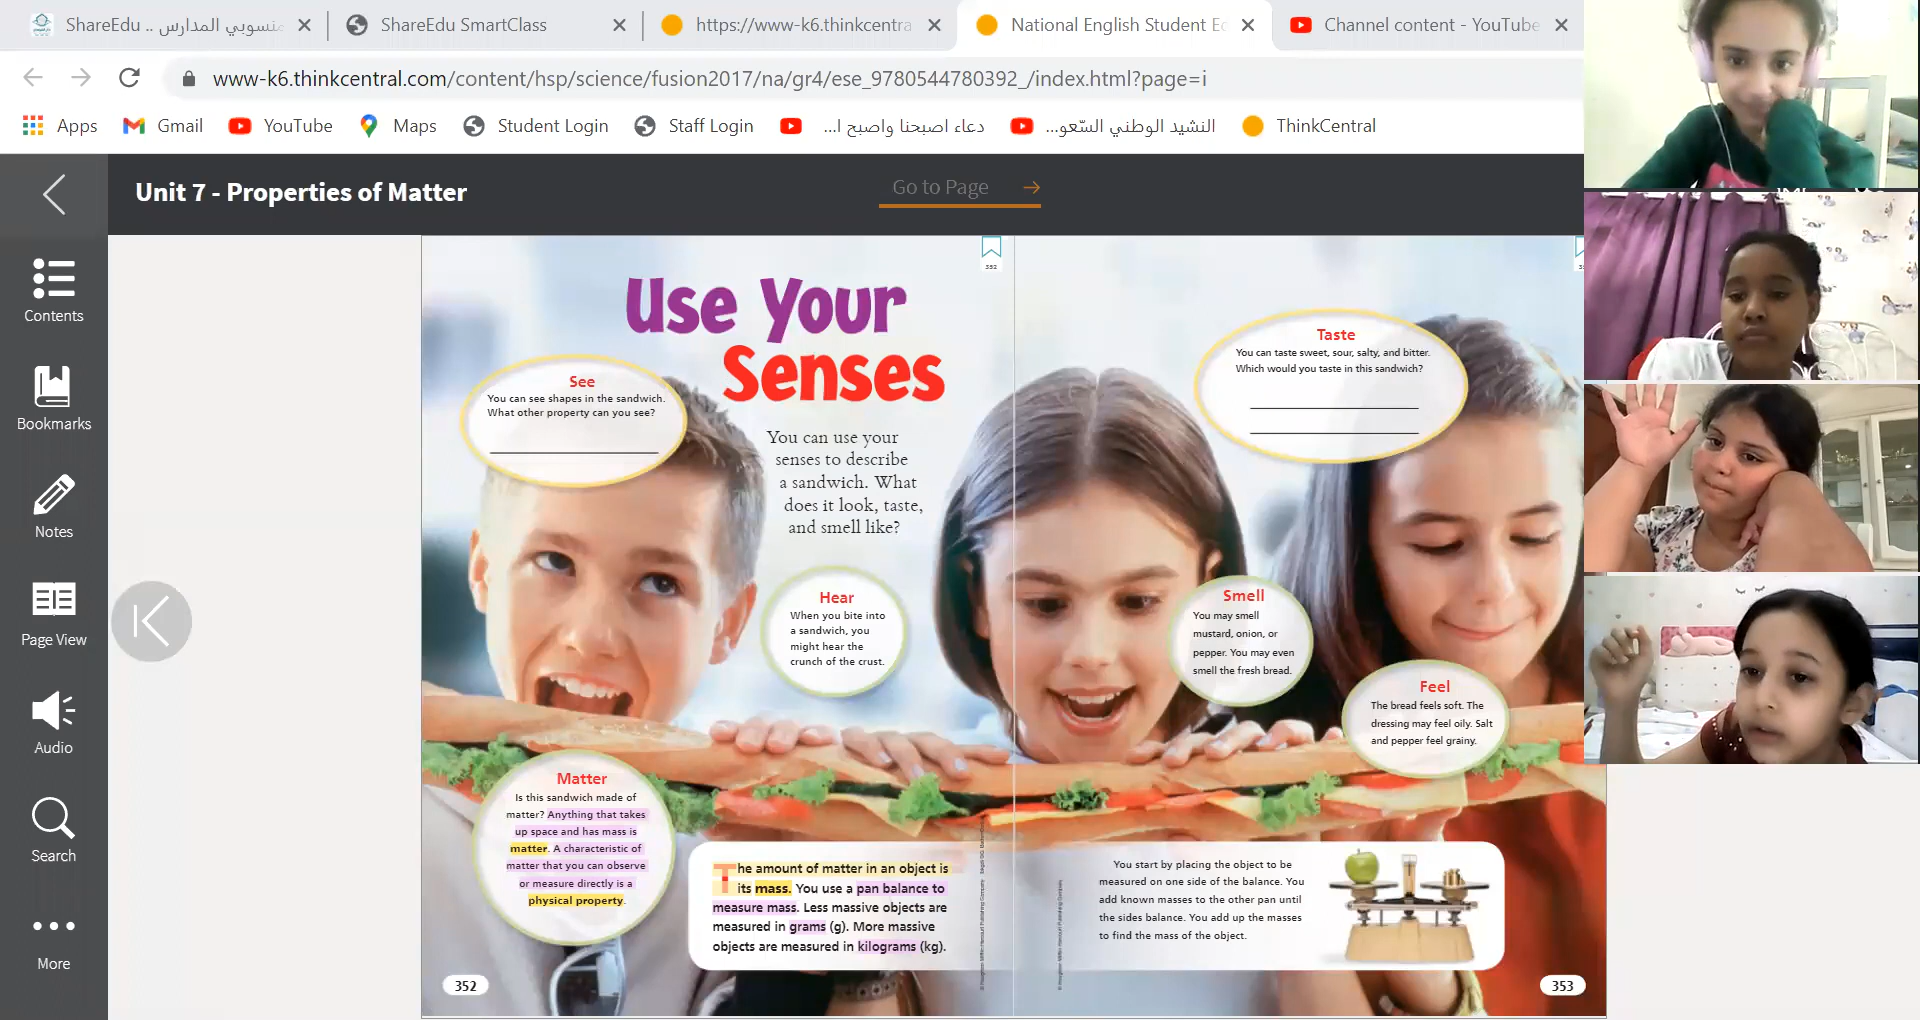 ShareEdu .. منسوبي المدارس
ShareEdu SmartClass
https://www-k6.thinkcentra
National English Student Ed
Channel content - YouTube
www-k6.thinkcentral.com/content/hsp/science/fusion2017/na/gr4/ese_9780544780392_/index.html?page=i
Apps
Gmail
YouTube
Maps
Student Login
Staff Login
دعاء اصبحنا واصبح ا...
النشيد الوطني السّعو...
ThinkCentral
Unit 7 - Properties of Matter
Go to Page
Contents
Bookmarks
Notes
Page View
Audio
Search
More
352
Use Your
Senses
You can use your
senses to describe
a sandwich. What
does it look, taste,
and smell like?
See
You can see shapes in the sandwich.
What other property can you see?
Hear
When you bite into
a sandwich, you
might hear the
crunch of the crust.
Matter
Is this sandwich made of
matter? Anything that takes
up space and has mass is
matter. A characteristic of
matter that you can observe
or measure directly is a
physical property.
The amount of matter in an object is
its mass. You use a pan balance to
measure mass. Less massive objects are
measured in grams (g). More massive
objects are measured in kilograms (kg).
352
Taste
You can taste sweet, sour, salty, and bitter.
Which would you taste in this sandwich?
Smell
You may smell
mustard, onion, or
pepper. You may even
smell the fresh bread.
Feel
The bread feels soft. The
dressing may feel oily. Salt
and pepper feel grainy.
You start by placing the object to be
measured on one side of the balance. You
add known masses to the other pan until
the sides balance. You add up the masses
to find the mass of the object.
353